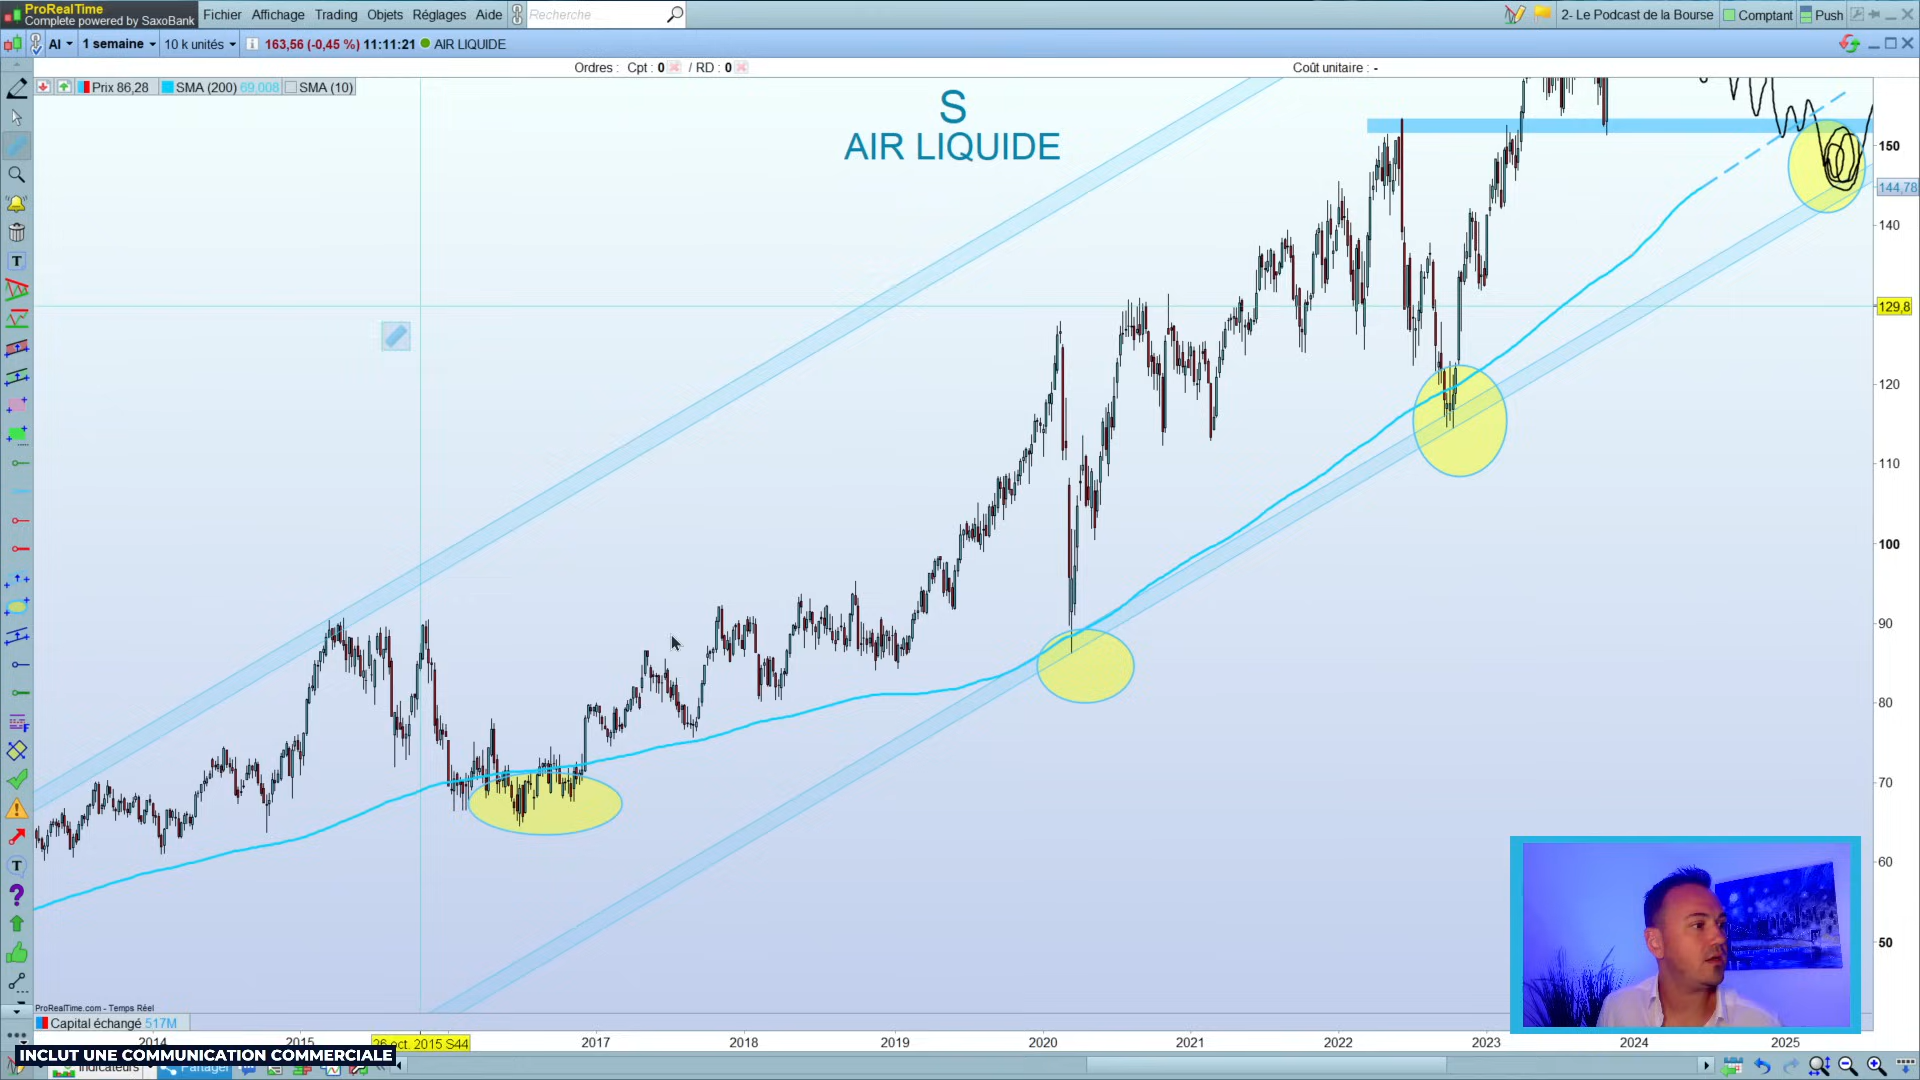 ProRealTime
Complete powered by SaxoBank
Fichier Affichage Trading Objets Réglages Aide Recherche... 2- Le Podcast de la Bourse Comptant Push
AI 1 semaine 10 k unités 163,56 (-0,45 %) 11:11:21 AIR LIQUIDE
Ordres : Cpt : 0 / RD : 0 Coût unitaire : -
Prix 86,28 SMA (200) 69.008 SMA (10)
S
AIR LIQUIDE
150
144,78
140
129,8
120
110
100
90
80
70
60
50
ProRealTime.com - Temps Réel
Capital échangé 517M
2014 2015 26 oct. 2015 S44 2017 2018 2019 2020 2021 2022 2023 2024 2025
INCLUT UNE COMMUNICATION COMMERCIALE
Indicateurs Partager